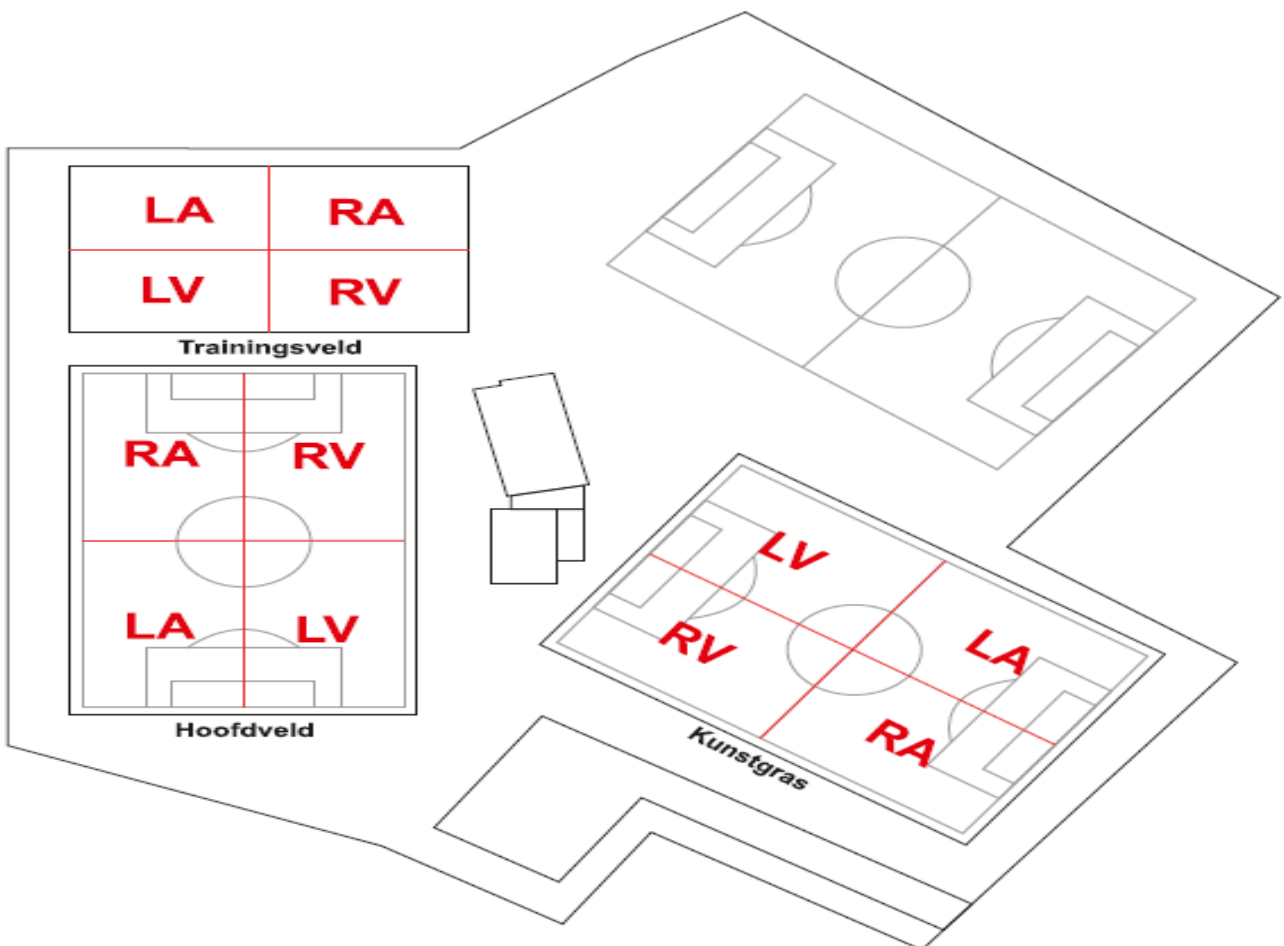 LA RA
LV RV
Trainingsveld
RA RV
LA LV
Hoofdveld
LV
RV
LA
RA
Kunstgras